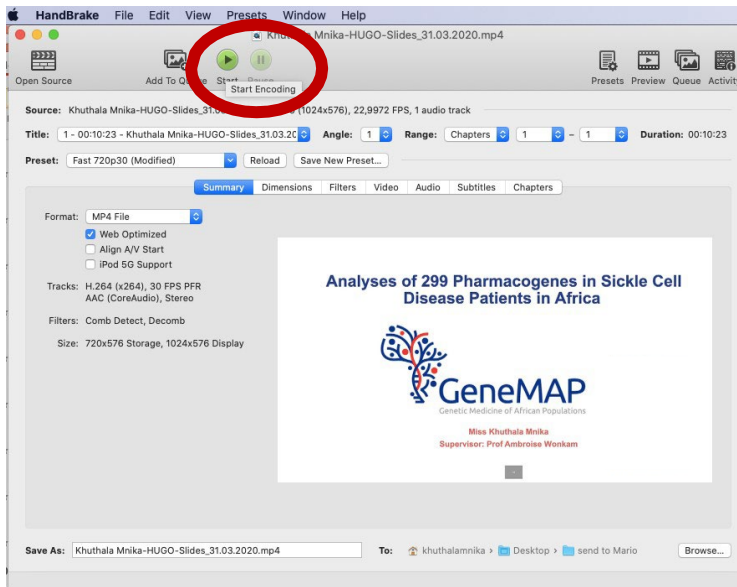 HandBrake File Edit View Presets Window Help
Mnika-HUGO-Slides_31.03.2020.mp4
Open Source Add To Start Presets Preview Queue Activit
Start Encoding
Source: Khuthala Mnika-HUGO-Slides_31. (1024x576), 22,9972 FPS, 1 audio track
Title: 1 - 00:10:23 - Khuthala Mnika-HUGO-Slides_31.03.2C Angle: 1 Range: Chapters 1 – 1 Duration: 00:10:23
Preset: Fast 720p30 (Modified) Reload Save New Preset...
Summary Dimensions Filters Video Audio Subtitles Chapters
Format: MP4 File
Web Optimized
Align A/V Start
iPod 5G Support
Tracks: H.264 (x264), 30 FPS PFR
AAC (CoreAudio), Stereo
Filters: Comb Detect, Decomb
Size: 720x576 Storage, 1024x576 Display
Analyses of 299 Pharmacogenes in Sickle Cell
Disease Patients in Africa
GeneMAP
Genetic Medicine of African Populations
Miss Khuthala Mnika
Supervisor: Prof Ambroise Wonkam
Save As: Khuthala Mnika-HUGO-Slides_31.03.2020.mp4 To: khuthalamnika › Desktop › send to Mario Browse...